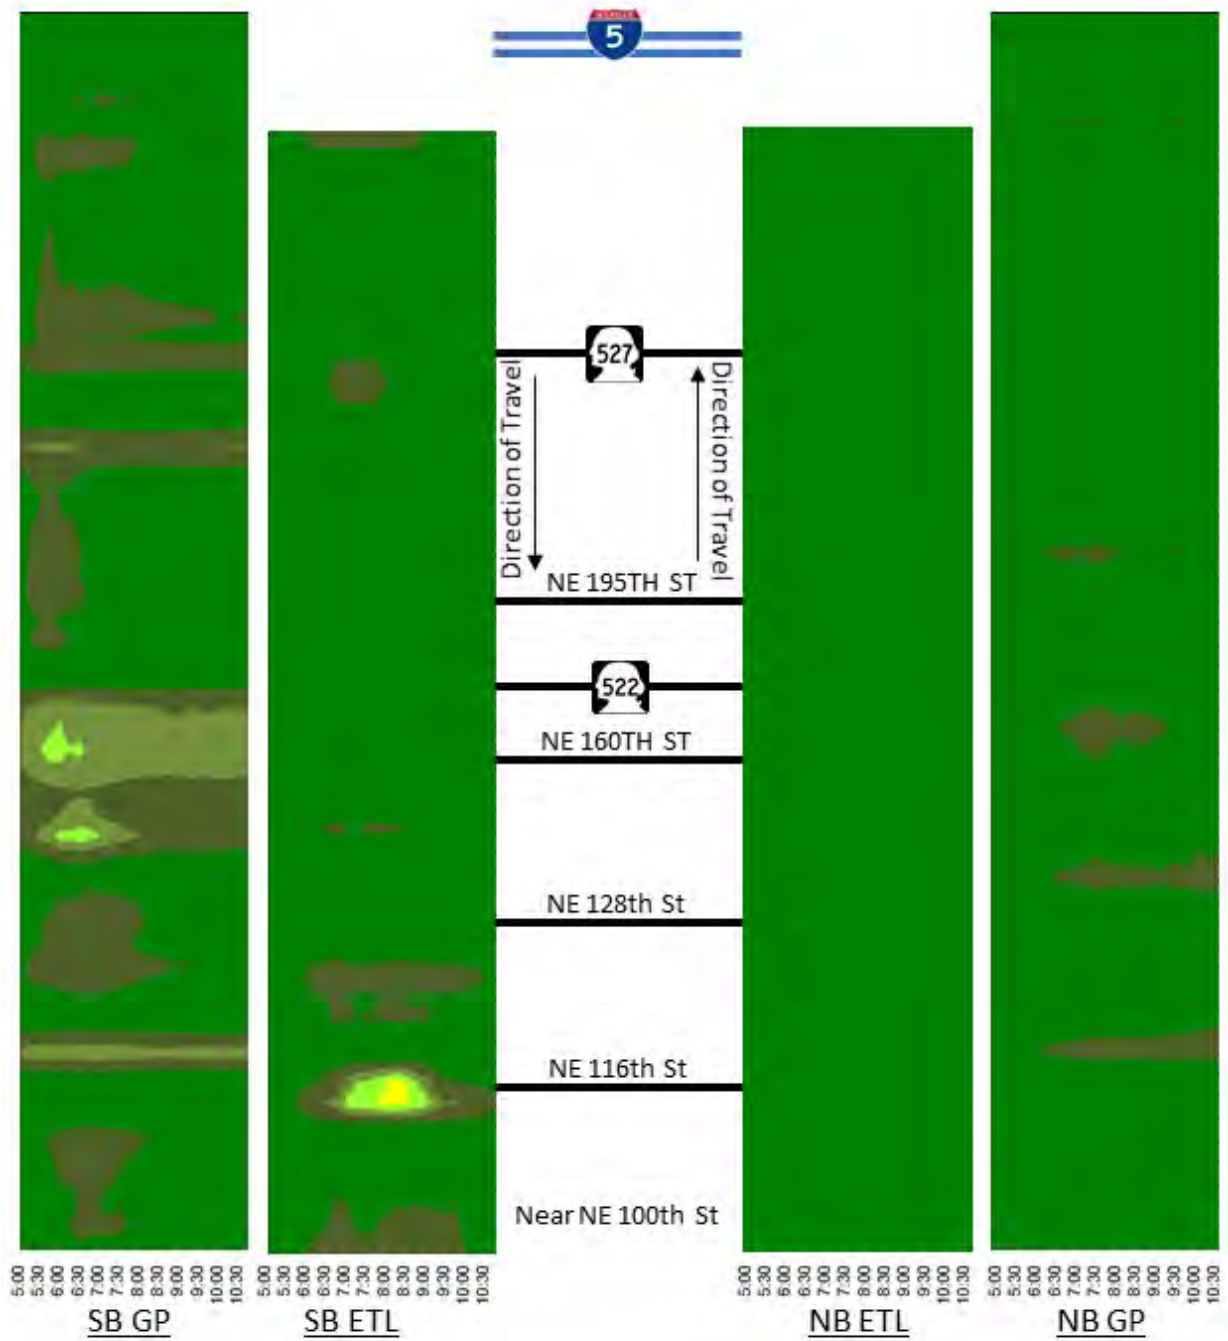 5
527
Direction of Travel
Direction of Travel
NE 195TH ST
522
NE 160TH ST
NE 128th St
NE 116th St
Near NE 100th St
5:00 5:30 6:00 6:30 7:00 7:30 8:00 8:30 9:00 9:30 10:00 10:30
5:00 5:30 6:00 6:30 7:00 7:30 8:00 8:30 9:00 9:30 10:00 10:30
5:00 5:30 6:00 6:30 7:00 7:30 8:00 8:30 9:00 9:30 10:00 10:30
5:00 5:30 6:00 6:30 7:00 7:30 8:00 8:30 9:00 9:30 10:00 10:30
SB GP
SB ETL
NB ETL
NB GP